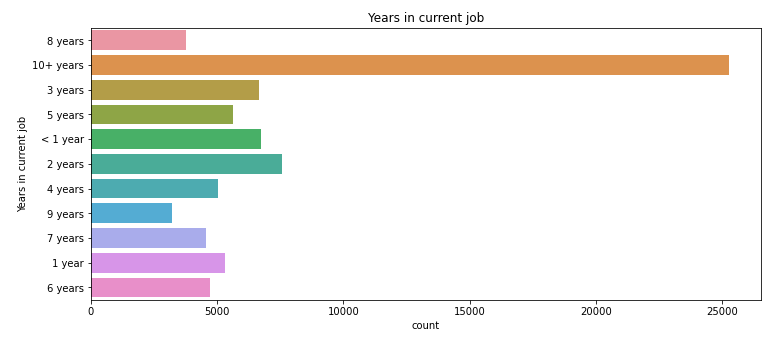 Years in current job
Years in current job
8 years
10+ years
3 years
5 years
< 1 year
2 years
4 years
9 years
7 years
1 year
6 years
0 5000 10000 15000 20000 25000
count